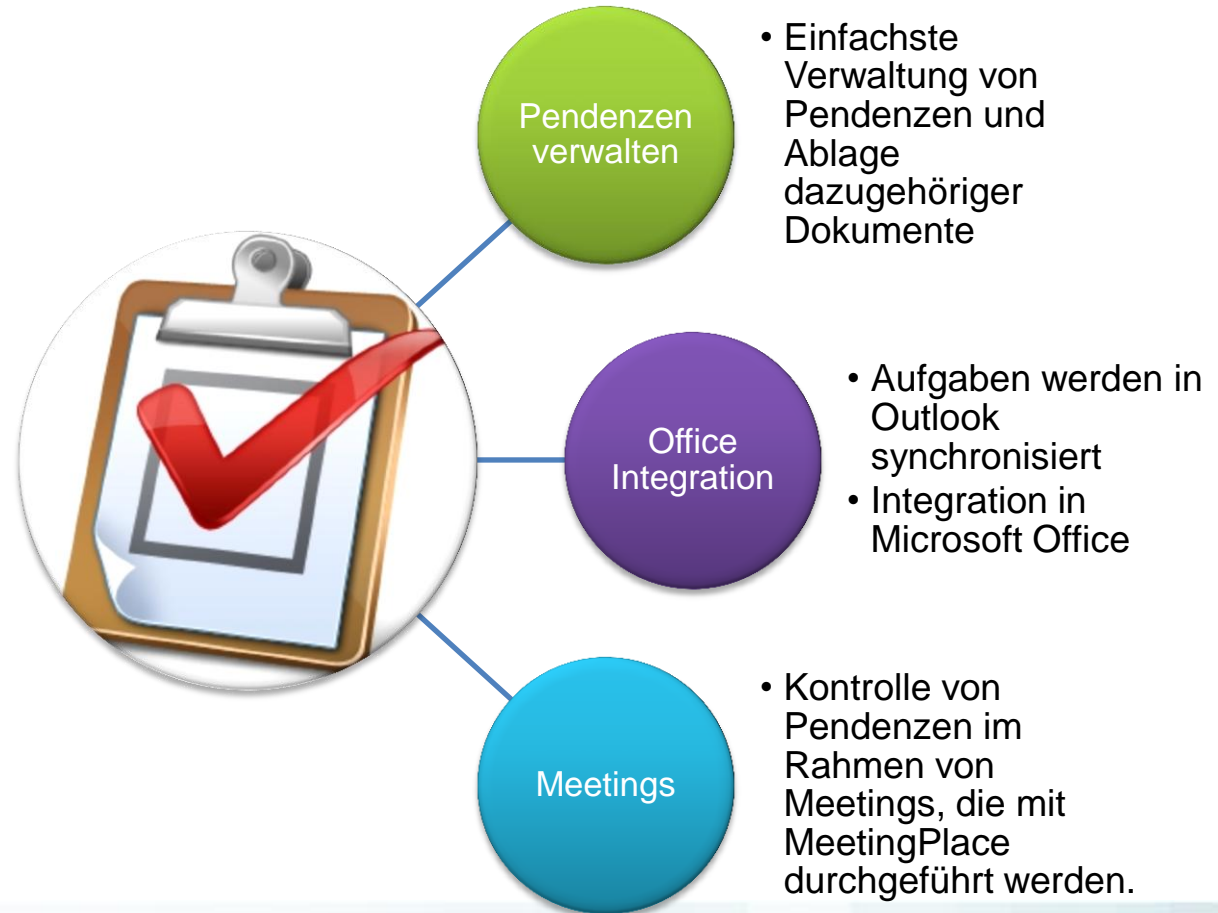 Pendenzen
verwalten
• Einfachste
Verwaltung von
Pendenzen und
Ablage
dazugehöriger
Dokumente
Office
Integration
• Aufgaben werden in
Outlook
synchronisiert
• Integration in
Microsoft Office
Meetings
• Kontrolle von
Pendenzen im
Rahmen von
Meetings, die mit
MeetingPlace
durchgeführt werden.